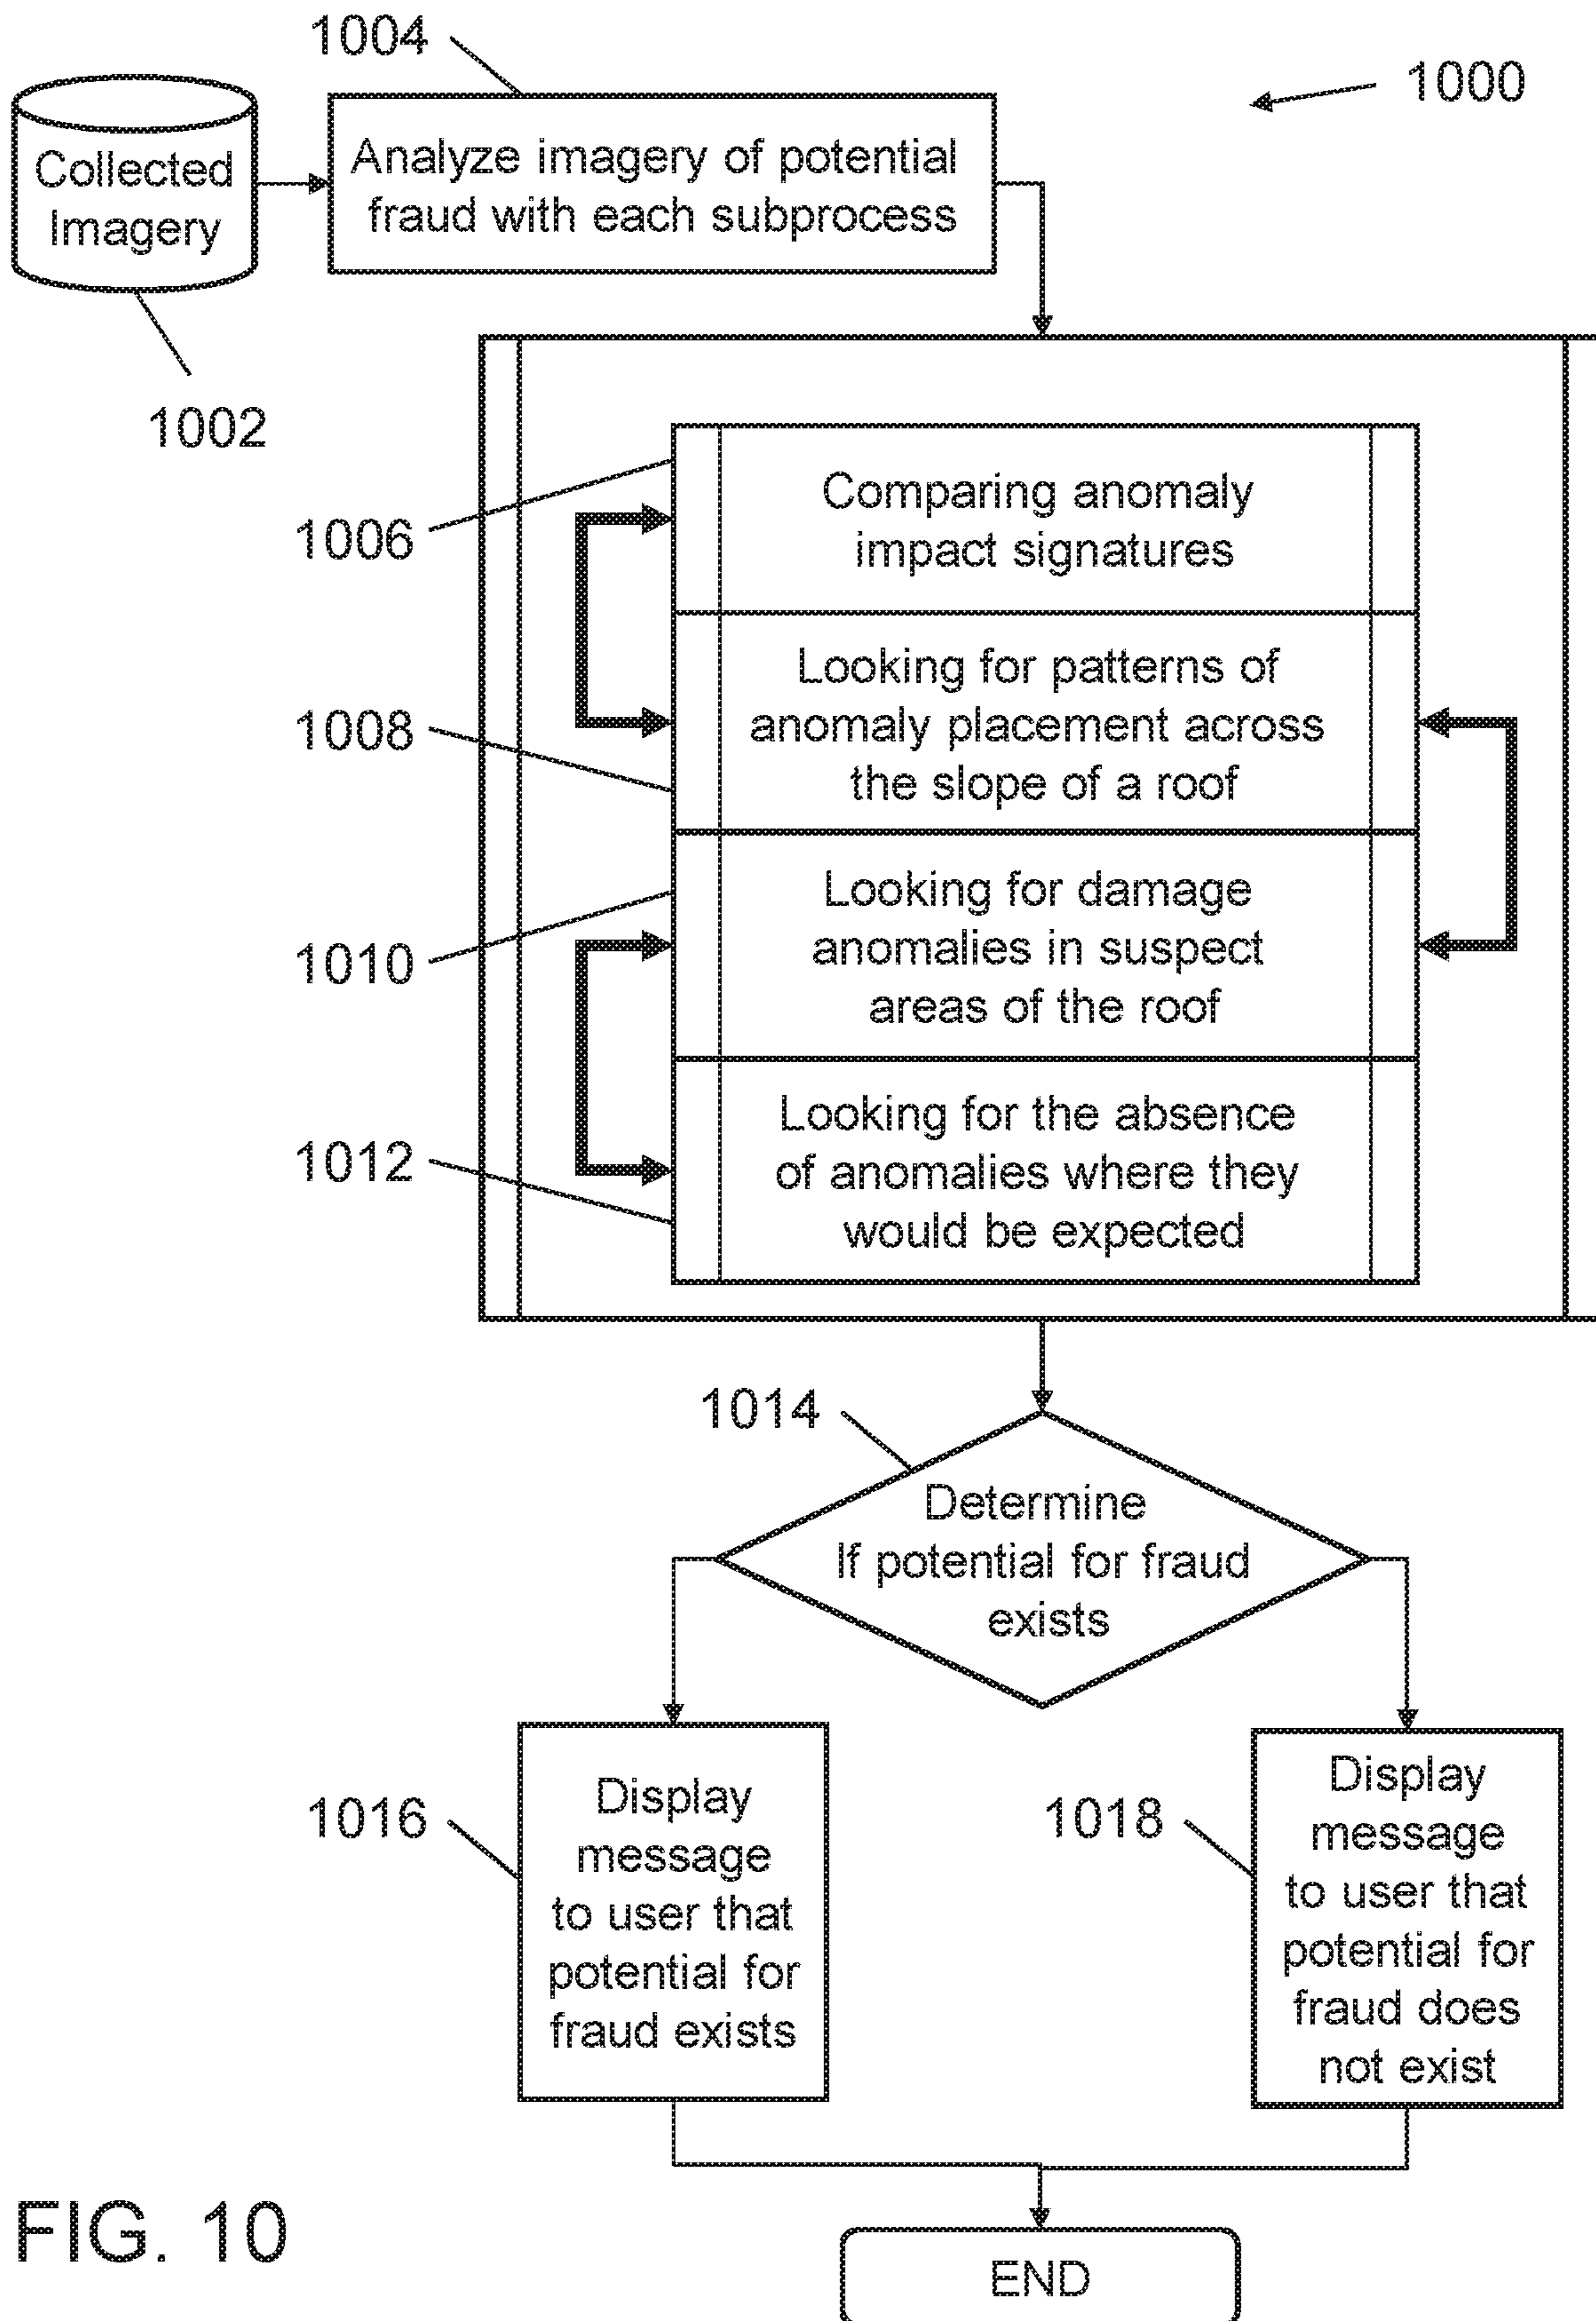 1004
1000
Collected
Imagery
Analyze imagery of potential
fraud with each subprocess
1002
1006
Comparing anomaly
impact signatures
1008
Looking for patterns of
anomaly placement across
the slope of a roof
1010
Looking for damage
anomalies in suspect
areas of the roof
1012
Looking for the absence
of anomalies where they
would be expected
1014
Determine
If potential for fraud
exists
1016
Display
message
to user that
potential for
fraud exists
1018
Display
message
to user that
potential for
fraud does
not exist
FIG. 10
END